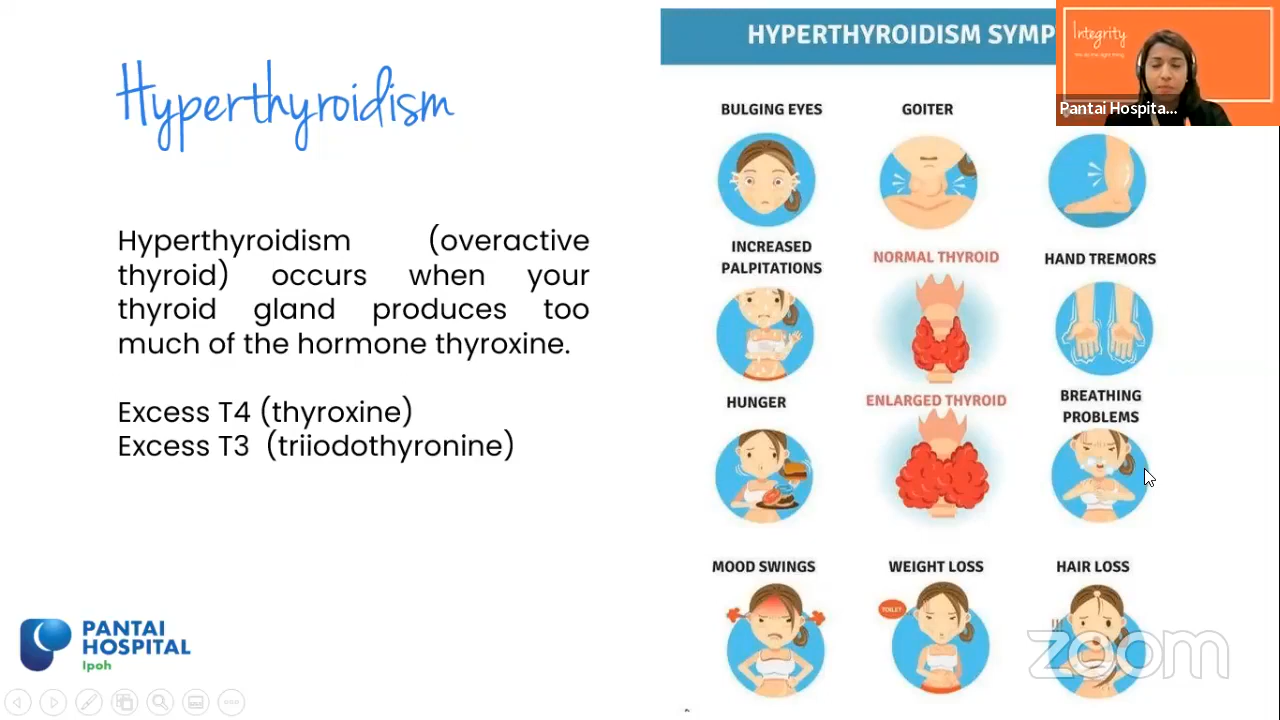 Hyperthyroidism
Hyperthyroidism (overactive
thyroid) occurs when your
thyroid gland produces too
much of the hormone thyroxine.
Excess T4 (thyroxine)
Excess T3 (triiodothyronine)
PANTAI
HOSPITAL
Ipoh
HYPERTHYROIDISM SYMP
BULGING EYES
GOITER
INCREASED
PALPITATIONS
NORMAL THYROID
HAND TREMORS
HUNGER
ENLARGED THYROID
BREATHING
PROBLEMS
MOOD SWINGS
WEIGHT LOSS
TOILET
HAIR LOSS
Integrity
Pantai Hospita...
zoom